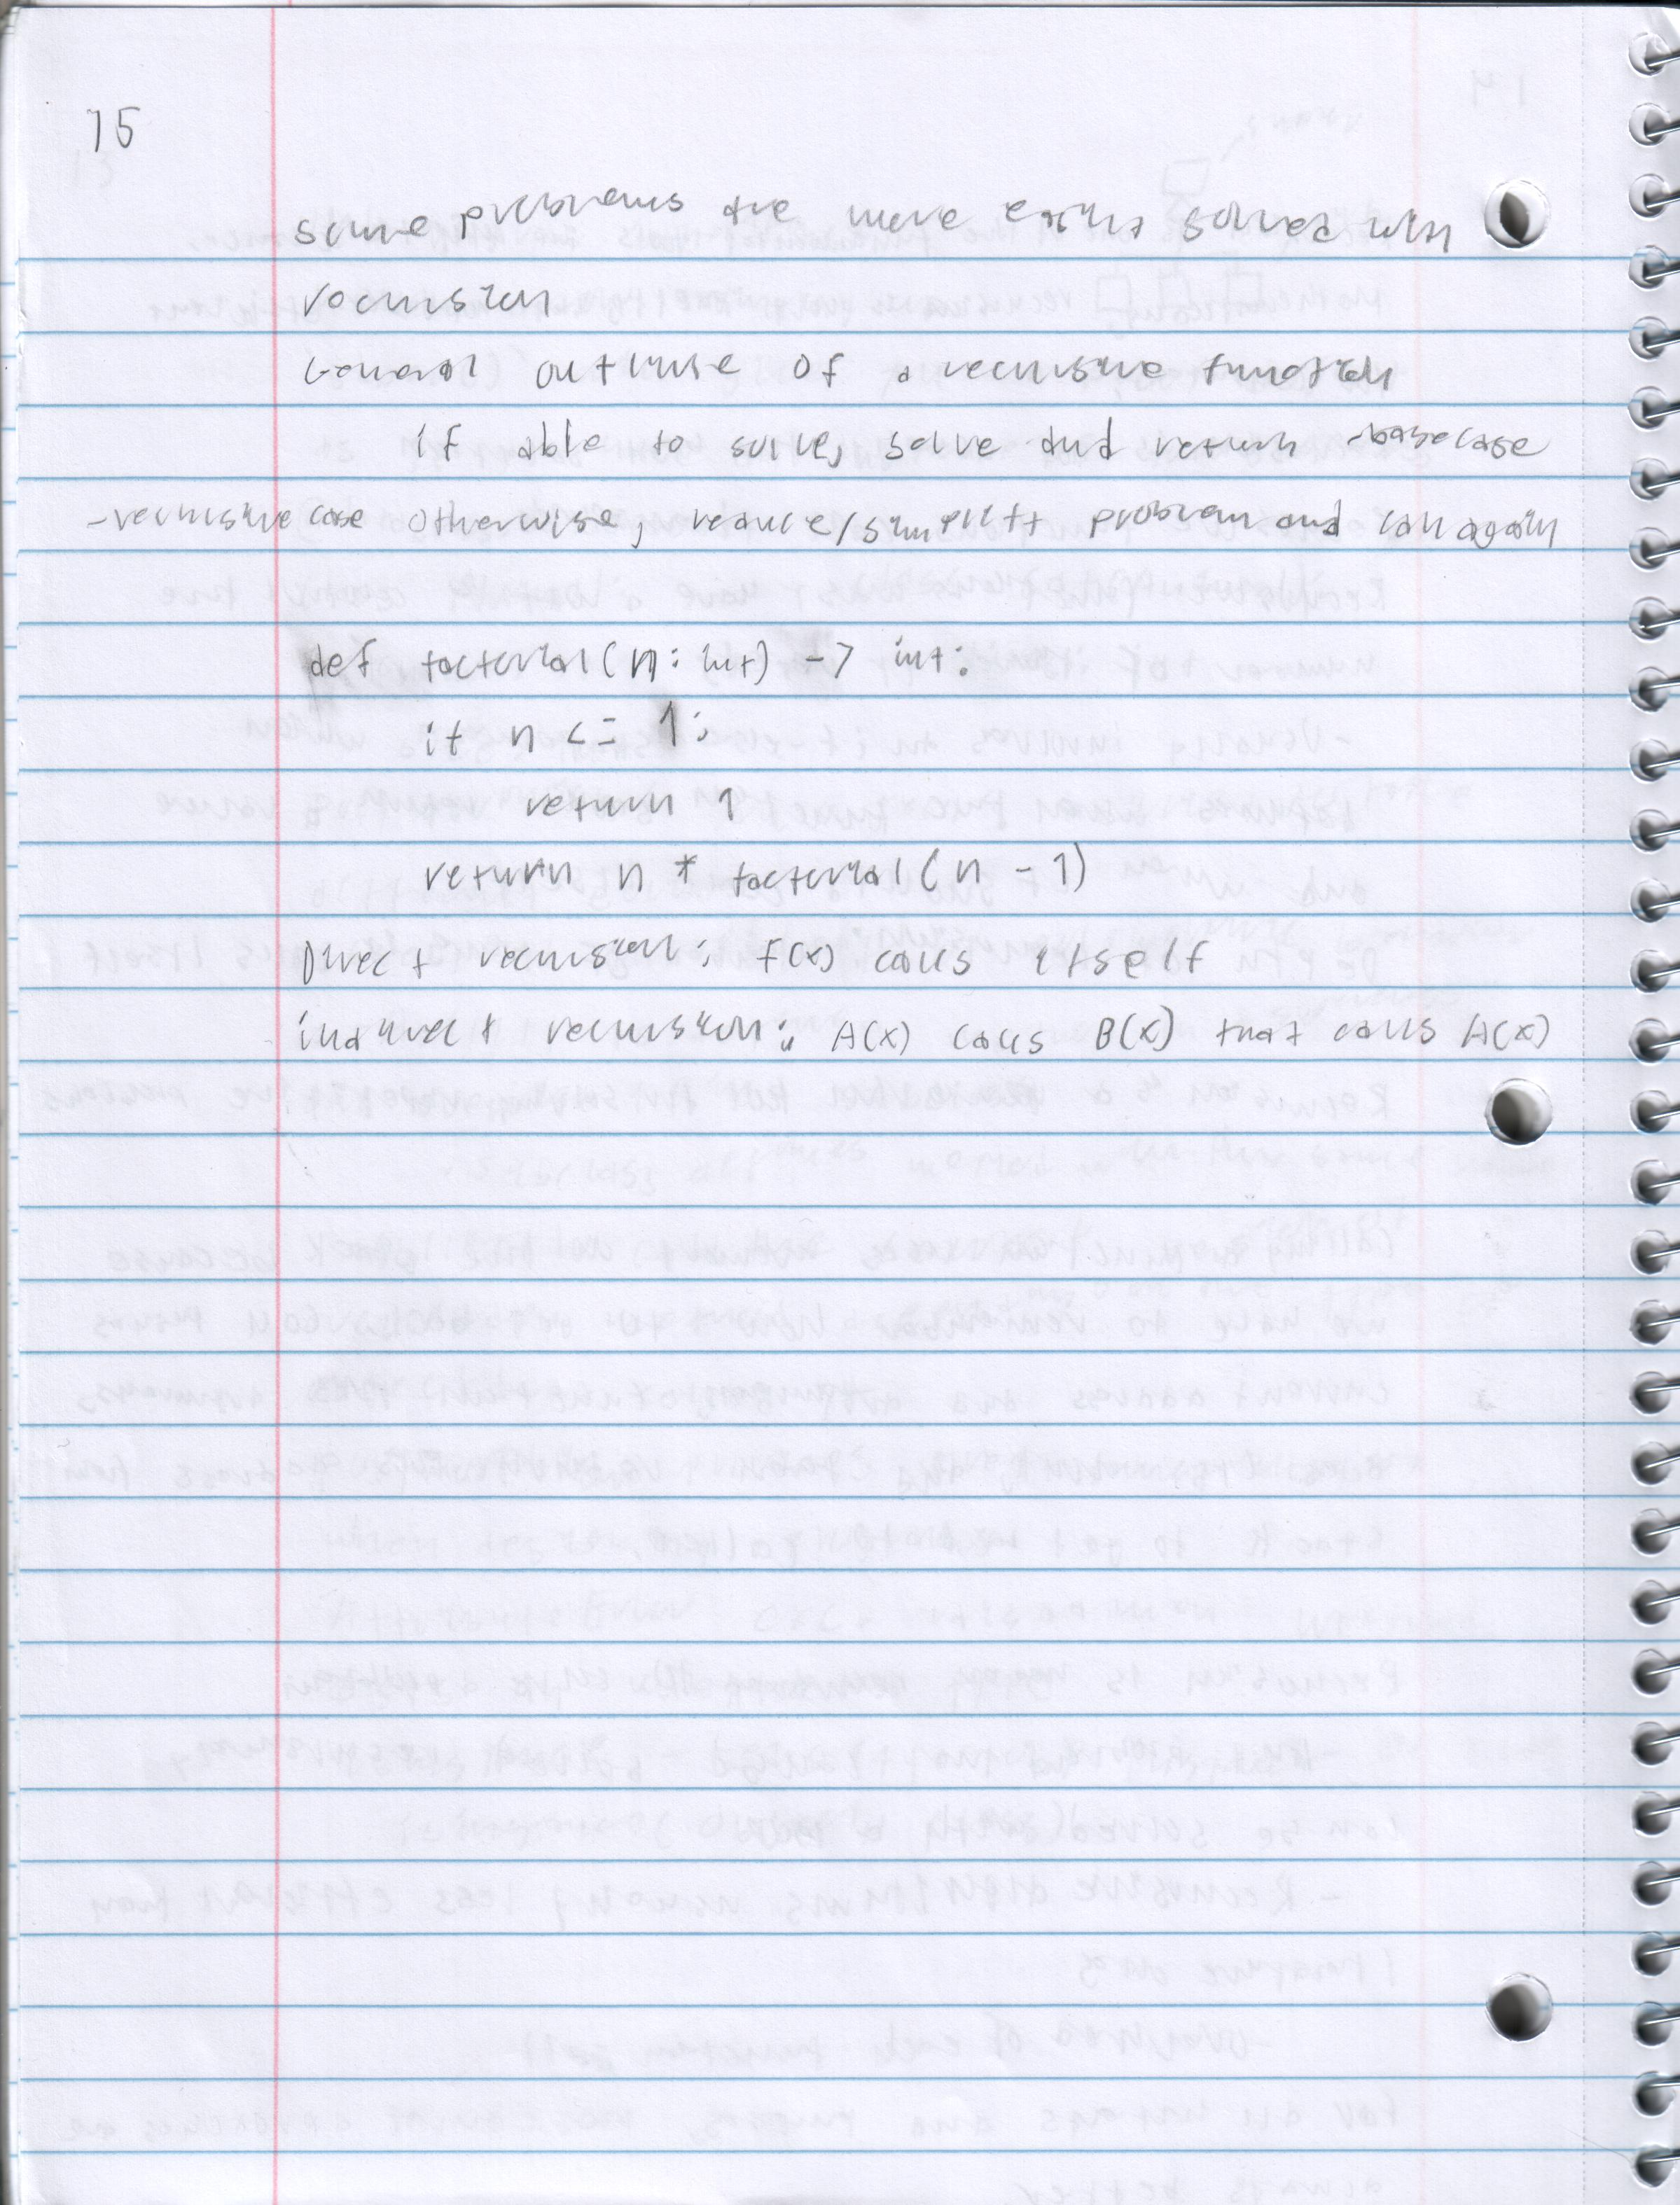 15
some problems are more easily solved with
recursion
General outline of a recursive function
if able to solve, solve and return - base case
- recursive case otherwise, reduce/simplify problem and call again
def factorial(n: int) -> int:
if n <= 1:
return 1
return n * factorial(n - 1)
Direct recursion: f(x) calls itself
indirect recursion: A(x) calls B(x) that calls A(x)